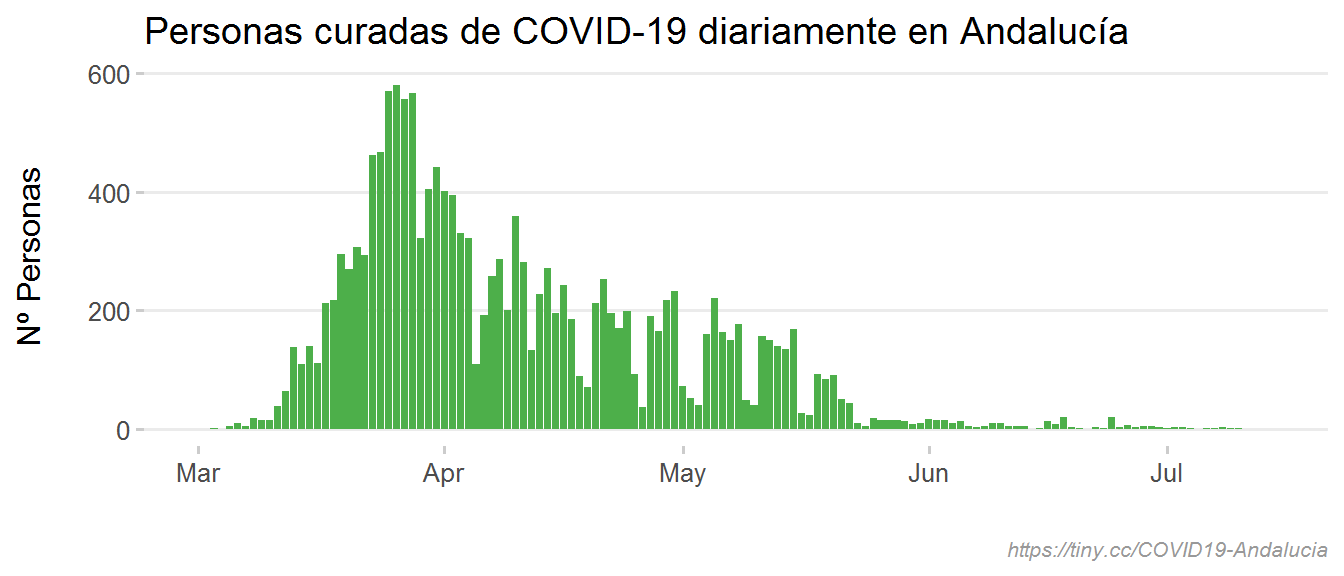 Personas curadas de COVID-19 diariamente en Andalucía
Nº Personas
600
400
200
0
Mar Apr May Jun Jul
https://tiny.cc/COVID19-Andalucia